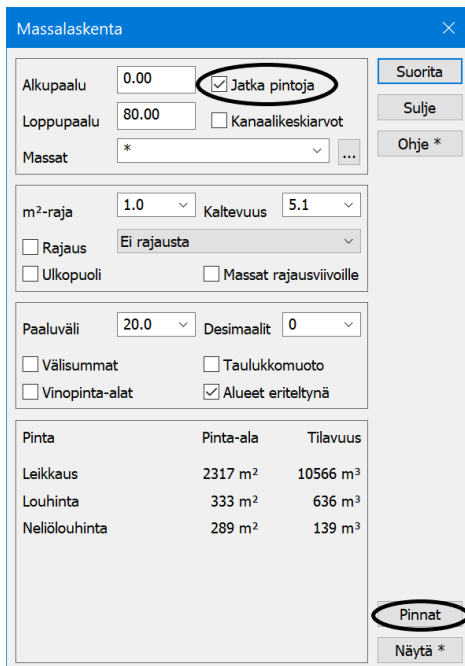 Massalaskenta
Alkupaalu 0.00 Jatka pintoja Suorita
Loppupaalu 80.00 Kanaalikeskiarvot Sulje
Massat * ... Ohje *
m²-raja 1.0 Kaltevuus 5.1
Rajaus Ei rajausta
Ulkopuoli Massat rajausviivoille
Paaluväli 20.0 Desimaalit 0
Välisummat Taulukkomuoto
Vinopinta-alat Alueet eriteltynä
Pinta Pinta-ala Tilavuus
Leikkaus 2317 m² 10566 m³
Louhinta 333 m² 636 m³
Neliölouhinta 289 m² 139 m³
Pinnat
Näytä *